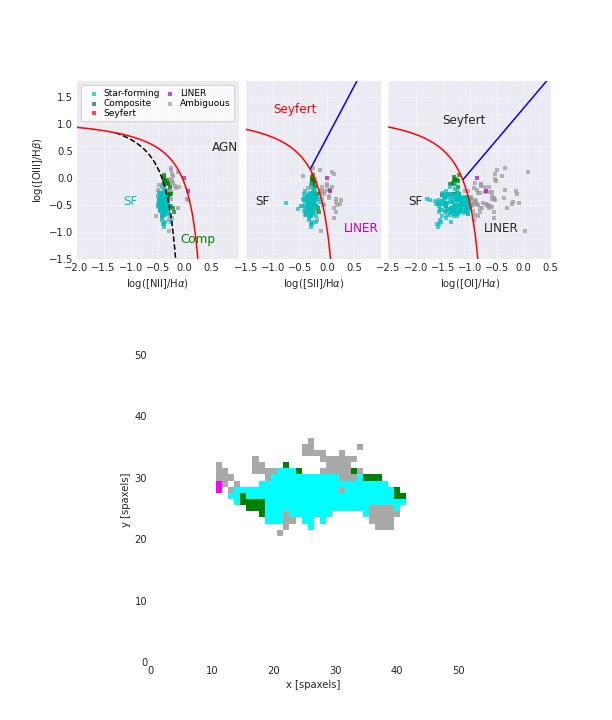 Star-forming
Composite
Seyfert
LINER
Ambiguous
AGN
SF
Comp
Seyfert
SF
LINER
Seyfert
SF
LINER
1.5
1.0
0.5
0.0
−0.5
−1.0
−1.5
log([OIII]/Hβ)
−2.0 −1.5 −1.0 −0.5 0.0 0.5
−1.5 −1.0 −0.5 0.0 0.5
−2.5 −2.0 −1.5 −1.0 −0.5 0.0 0.5
log([NII]/Hα)
log([SII]/Hα)
log([OI]/Hα)
50
40
30
20
10
0
y [spaxels]
0 10 20 30 40 50
x [spaxels]